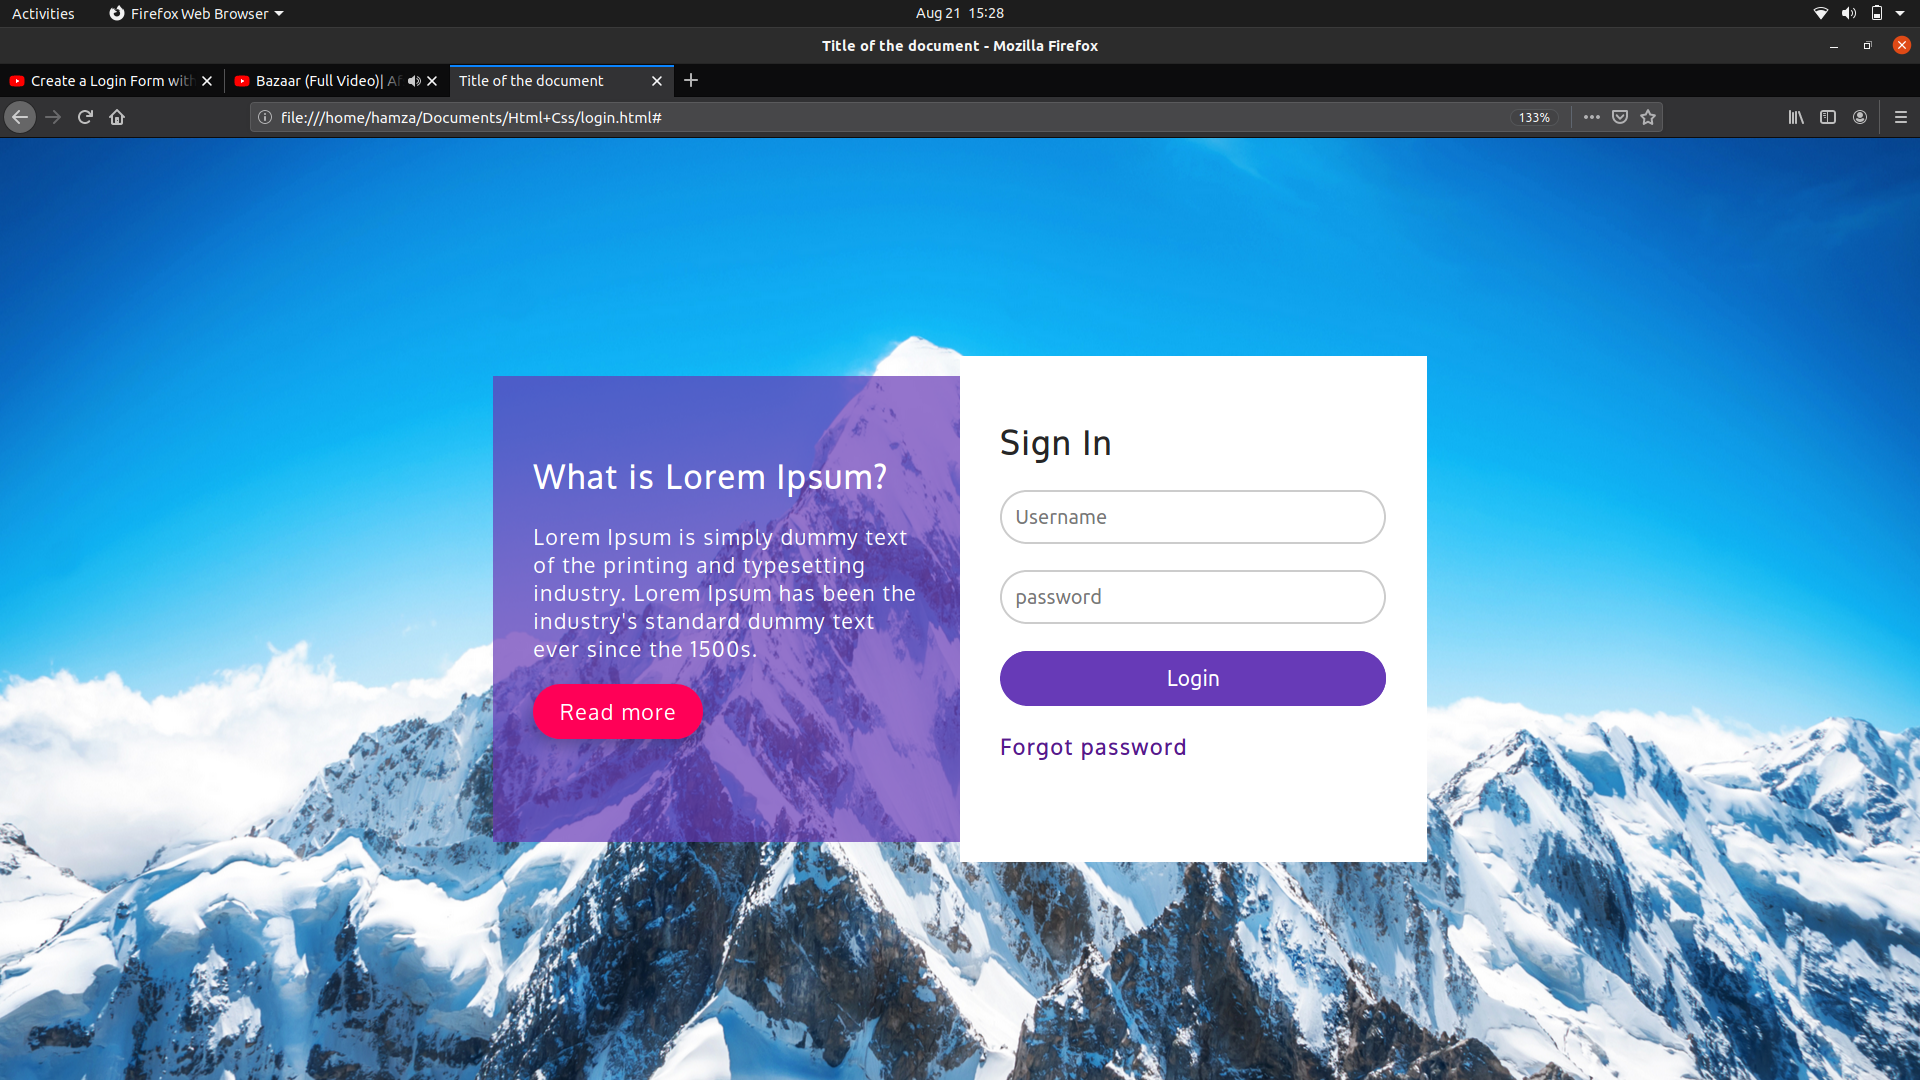 Activities
Firefox Web Browser
Aug 21 15:28
Title of the document - Mozilla Firefox
Create a Login Form with
Bazaar (Full Video)| Af
Title of the document
file:///home/hamza/Documents/Html+Css/login.html#
133%
What is Lorem Ipsum?
Lorem Ipsum is simply dummy text
of the printing and typesetting
industry. Lorem Ipsum has been the
industry's standard dummy text
ever since the 1500s.
Read more
Sign In
Username
password
Login
Forgot password